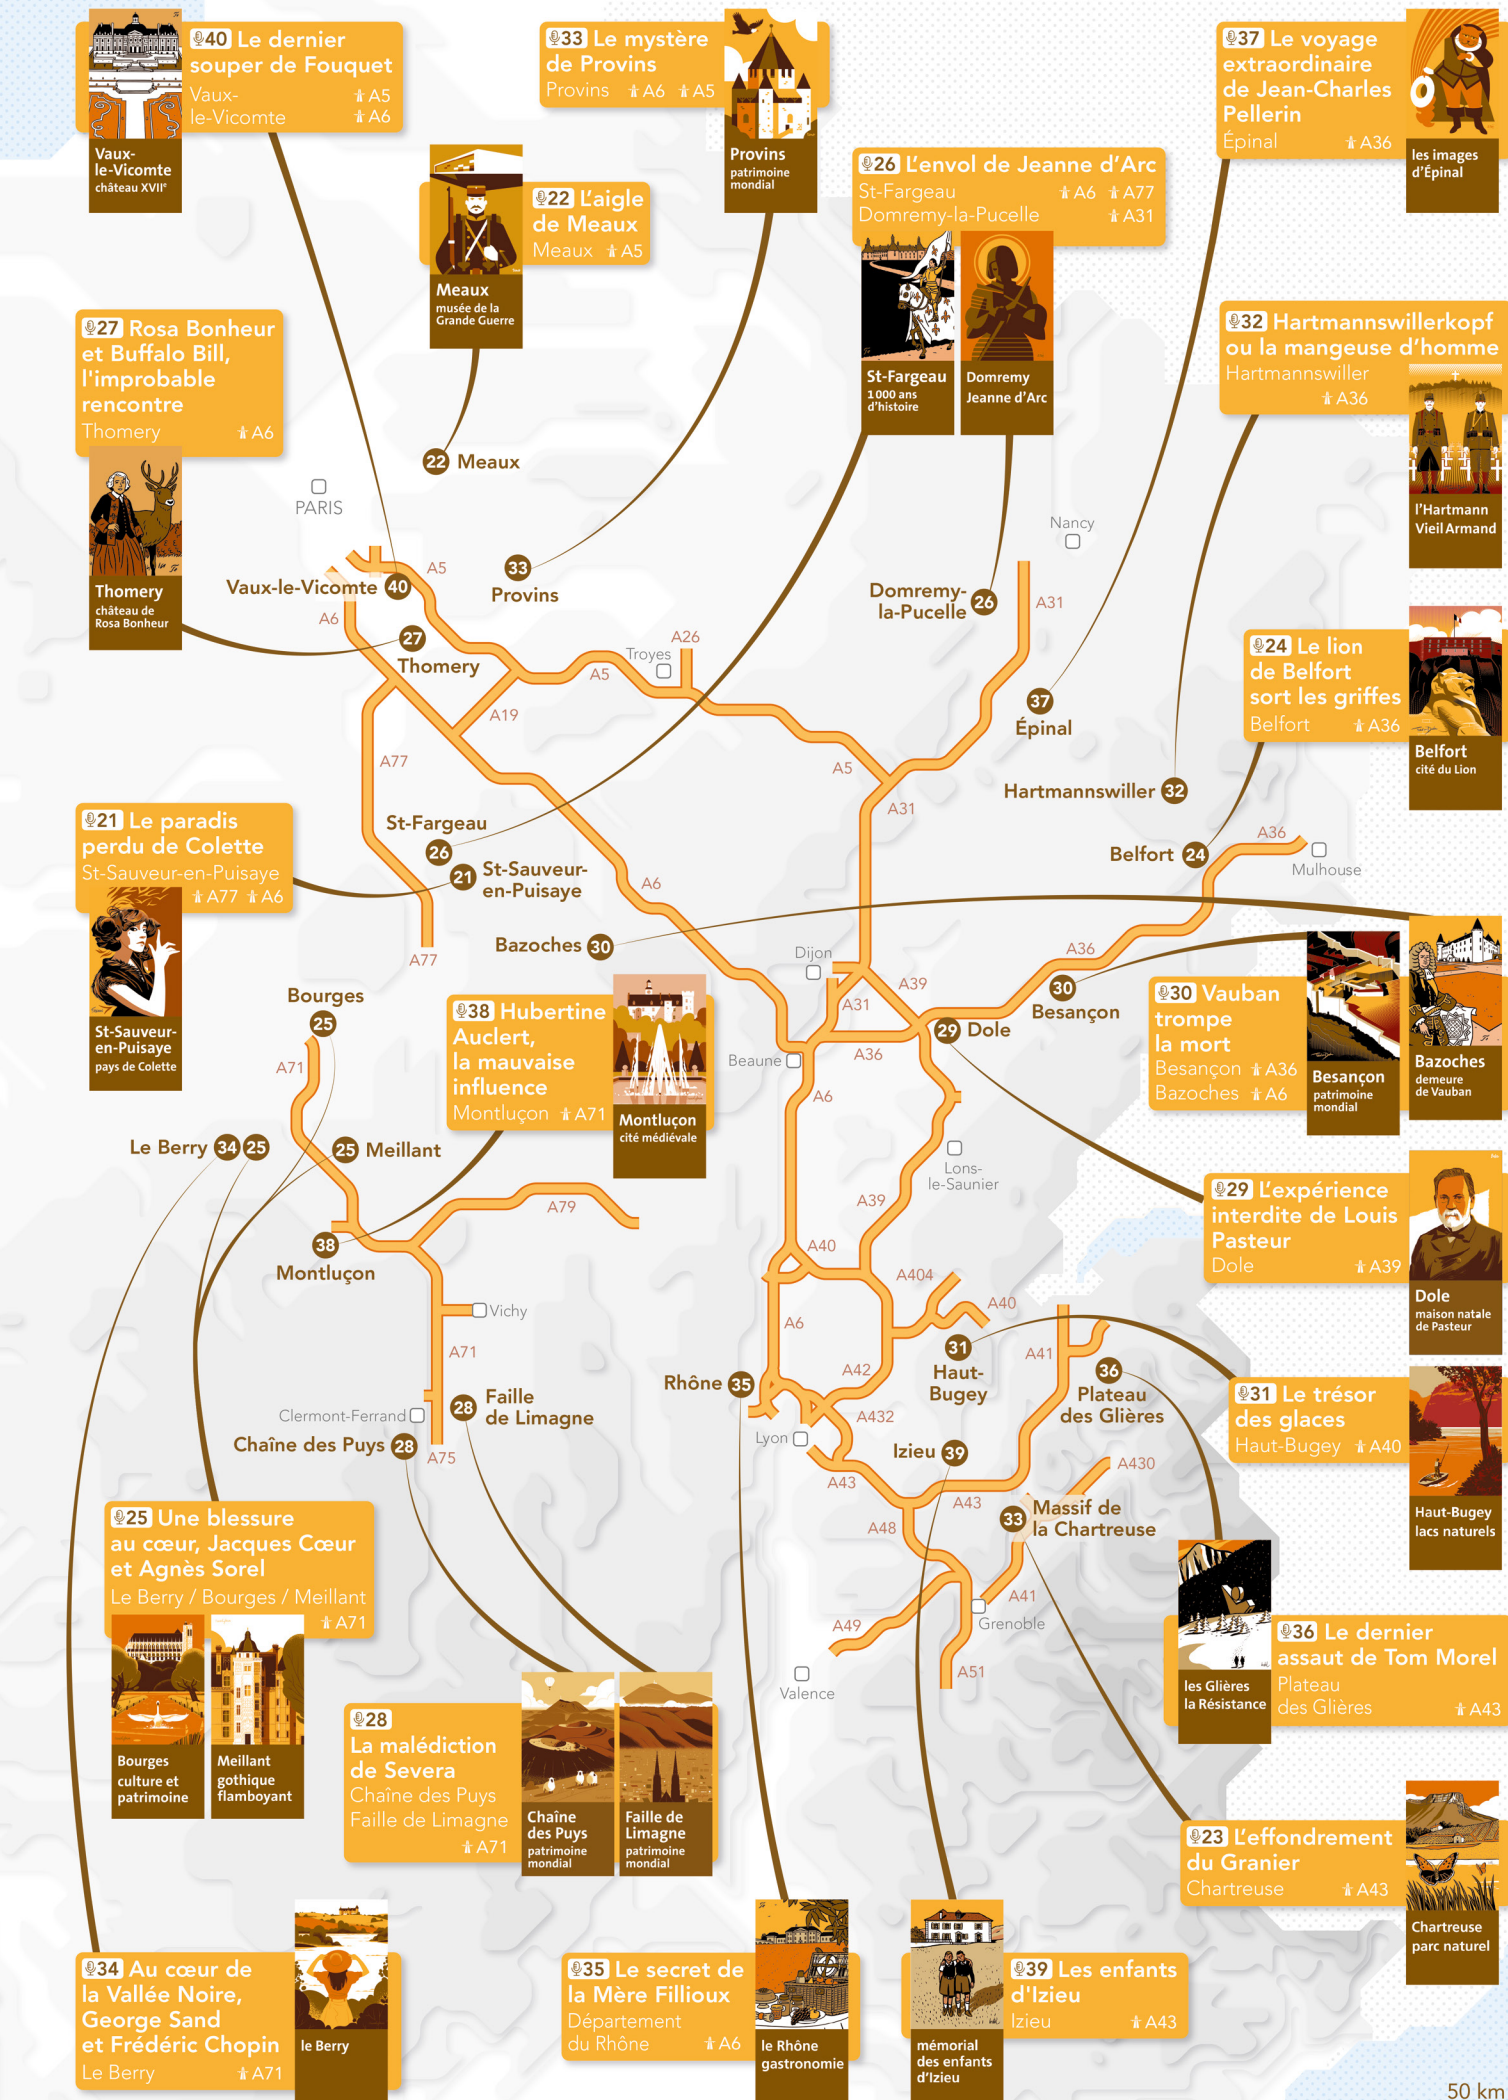 40 Le dernier
souper de Fouquet
Vaux-
le-Vicomte
A5
A6
Vaux-
le-Vicomte
château XVIIe
33 Le mystère
de Provins
Provins A6 A5
Provins
patrimoine
mondial
37 Le voyage
extraordinaire
de Jean-Charles
Pellerin
Épinal A36
les images
d'Épinal
22 L'aigle
de Meaux
Meaux A5
Meaux
musée de la
Grande Guerre
26 L'envol de Jeanne d'Arc
St-Fargeau A6 A77
Domremy-la-Pucelle A31
St-Fargeau
1000 ans
d'histoire
Domremy
Jeanne d'Arc
27 Rosa Bonheur
et Buffalo Bill,
l'improbable
rencontre
Thomery A6
Thomery
château de
Rosa Bonheur
32 Hartmannswillerkopf
ou la mangeuse d'homme
Hartmannswiller
A36
l'Hartmann
Vieil Armand
22 Meaux
PARIS
Nancy
33
Provins
Vaux-le-Vicomte 40
A5
A6
27
Thomery
Domremy-
la-Pucelle 26
A31
A26
Troyes
A5
A19
24 Le lion
de Belfort
sort les griffes
Belfort A36
Belfort
cité du Lion
37
Épinal
A77
A5
Hartmannswiller 32
A31
21 Le paradis
perdu de Colette
St-Sauveur-en-Puisaye
A77 A6
St-Sauveur-
en-Puisaye
pays de Colette
St-Fargeau
26
21 St-Sauveur-
en-Puisaye
A6
Belfort 24
A36
Mulhouse
Bazoches 30
A77
Dijon
A36
A39
A31
30
Besançon
29 Dole
30 Vauban
trompe
la mort
Besançon A36
Bazoches A6
Besançon
patrimoine
mondial
Bazoches
demeure
de Vauban
Bourges
25
A71
38 Hubertine
Auclert,
la mauvaise
influence
Montluçon A71
Montluçon
cité médiévale
Beaune
A36
A6
Le Berry 34 25
25 Meillant
Lons-
le-Saunier
A39
A79
29 L'expérience
interdite de Louis
Pasteur
Dole A39
Dole
maison natale
de Pasteur
38
Montluçon
A40
A404
A40
Vichy
A6
A71
31
Haut-
Bugey
A41
A42
Rhône 35
36
Plateau
des Glières
31 Le trésor
des glaces
Haut-Bugey A40
Haut-Bugey
lacs naturels
28 Faille
de Limagne
Clermont-Ferrand
Chaîne des Puys 28
A75
A432
Lyon
Izieu 39
A43
A430
A43
33 Massif de
la Chartreuse
A48
25 Une blessure
au cœur, Jacques Cœur
et Agnès Sorel
Le Berry / Bourges / Meillant
A71
Bourges
culture et
patrimoine
Meillant
gothique
flamboyant
A41
Grenoble
A49
A51
Valence
les Glières
la Résistance
36 Le dernier
assaut de Tom Morel
Plateau
des Glières A43
28
La malédiction
de Severa
Chaîne des Puys
Faille de Limagne
A71
Chaîne
des Puys
patrimoine
mondial
Faille de
Limagne
patrimoine
mondial
23 L'effondrement
du Granier
Chartreuse A43
Chartreuse
parc naturel
34 Au cœur de
la Vallée Noire,
George Sand
et Frédéric Chopin
Le Berry A71
le Berry
35 Le secret de
la Mère Fillioux
Département
du Rhône A6
le Rhône
gastronomie
mémorial
des enfants
d'Izieu
39 Les enfants
d'Izieu
Izieu A43
50 km